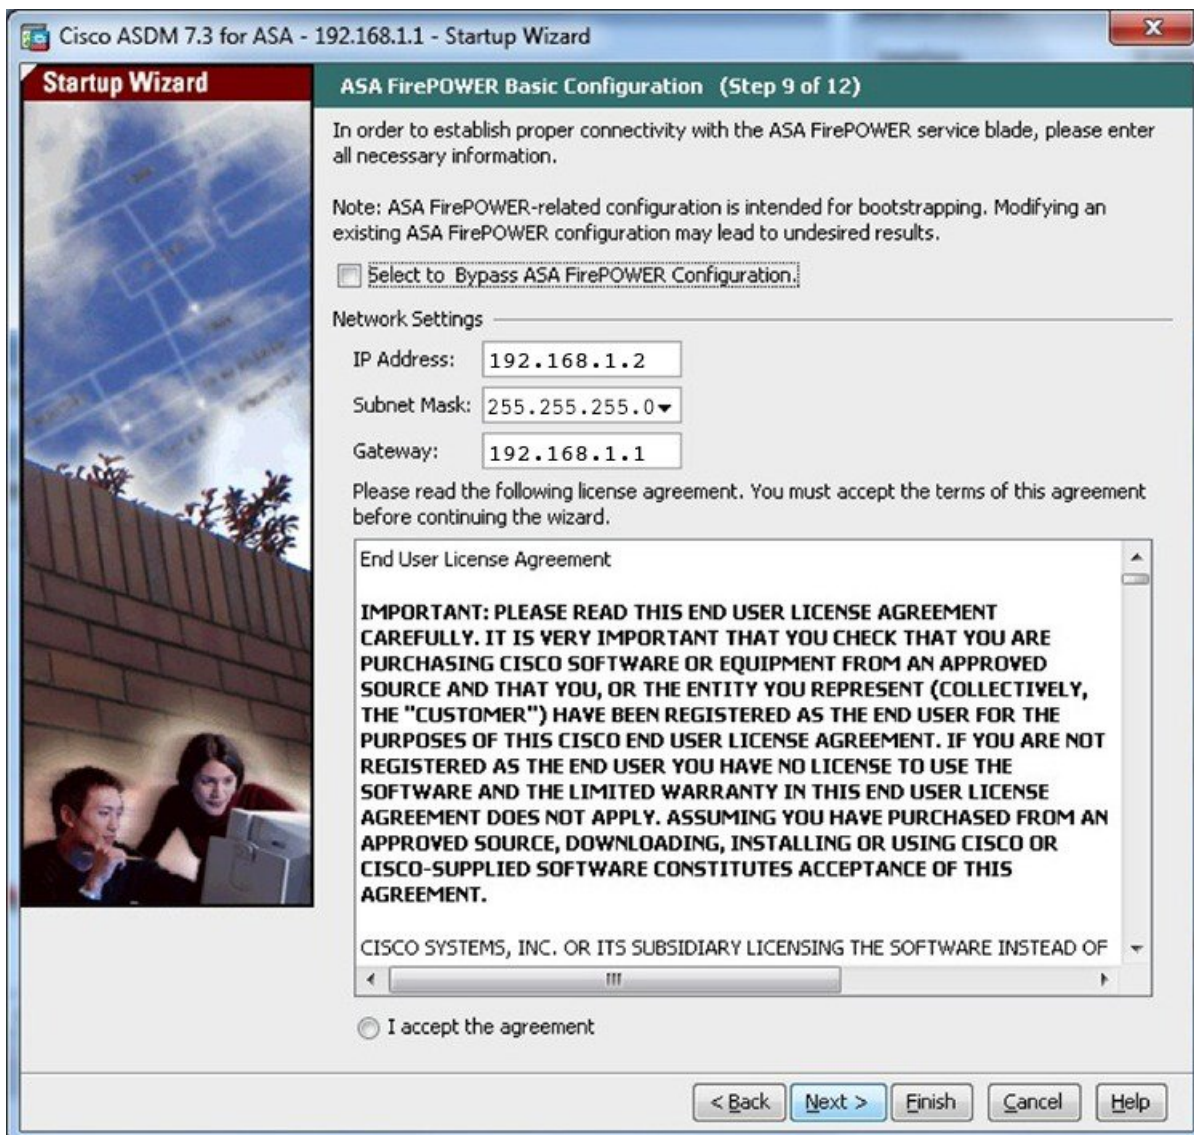 Cisco ASDM 7.3 for ASA - 192.168.1.1 - Startup Wizard
Startup Wizard
ASA FirePOWER Basic Configuration (Step 9 of 12)
In order to establish proper connectivity with the ASA FirePOWER service blade, please enter
all necessary information.
Note: ASA FirePOWER-related configuration is intended for bootstrapping. Modifying an
existing ASA FirePOWER configuration may lead to undesired results.
Select to Bypass ASA FirePOWER Configuration.
Network Settings
IP Address: 192.168.1.2
Subnet Mask: 255.255.255.0
Gateway: 192.168.1.1
Please read the following license agreement. You must accept the terms of this agreement
before continuing the wizard.
End User License Agreement
IMPORTANT: PLEASE READ THIS END USER LICENSE AGREEMENT
CAREFULLY. IT IS VERY IMPORTANT THAT YOU CHECK THAT YOU ARE
PURCHASING CISCO SOFTWARE OR EQUIPMENT FROM AN APPROVED
SOURCE AND THAT YOU, OR THE ENTITY YOU REPRESENT (COLLECTIVELY,
THE "CUSTOMER") HAVE BEEN REGISTERED AS THE END USER FOR THE
PURPOSES OF THIS CISCO END USER LICENSE AGREEMENT. IF YOU ARE NOT
REGISTERED AS THE END USER YOU HAVE NO LICENSE TO USE THE
SOFTWARE AND THE LIMITED WARRANTY IN THIS END USER LICENSE
AGREEMENT DOES NOT APPLY. ASSUMING YOU HAVE PURCHASED FROM AN
APPROVED SOURCE, DOWNLOADING, INSTALLING OR USING CISCO OR
CISCO-SUPPLIED SOFTWARE CONSTITUTES ACCEPTANCE OF THIS
AGREEMENT.
CISCO SYSTEMS, INC. OR ITS SUBSIDIARY LICENSING THE SOFTWARE INSTEAD OF
I accept the agreement
< Back Next > Finish Cancel Help